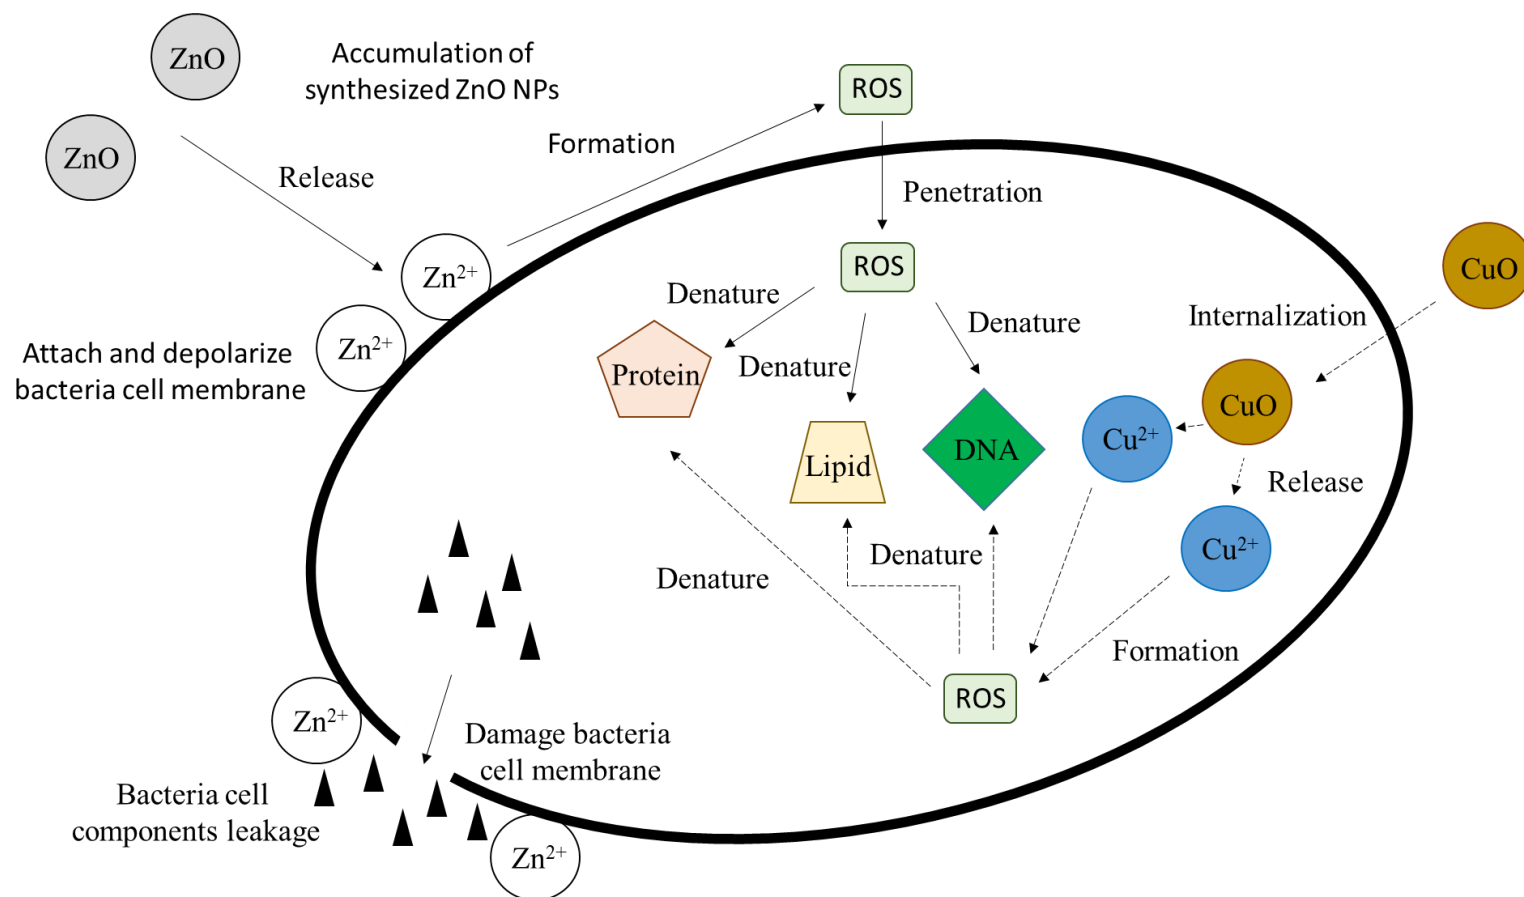 ZnO
Accumulation of
synthesized ZnO NPs
ZnO
Release
Formation
ROS
Penetration
ROS
Zn²⁺
Zn²⁺
Attach and depolarize
bacteria cell membrane
Denature
Denature
Denature
Protein
Lipid
DNA
CuO
Internalization
CuO
Cu²⁺
Release
Cu²⁺
Denature
Denature
Formation
ROS
Zn²⁺
Damage bacteria
cell membrane
Bacteria cell
components leakage
Zn²⁺